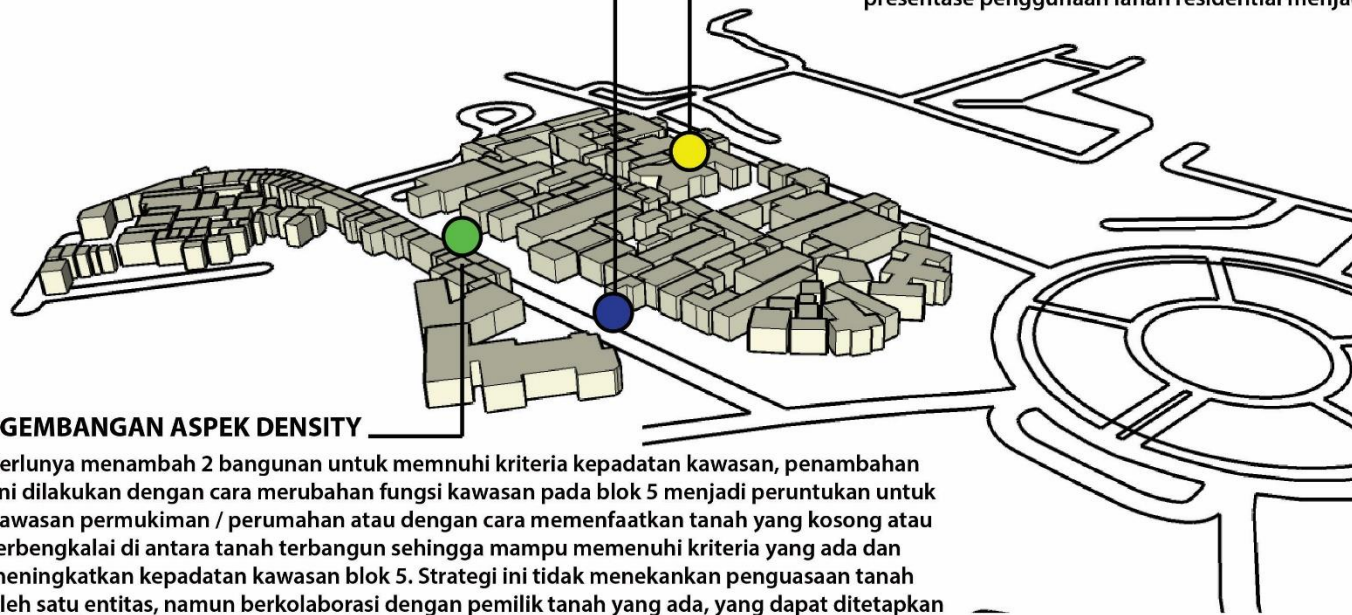 presentase penggunaan lahan residential menja
GEMBANGAN ASPEK DENSITY
erlunya menambah 2 bangunan untuk memnuhi kriteria kepadatan kawasan, penambahan
ni dilakukan dengan cara merubahan fungsi kawasan pada blok 5 menjadi peruntukan untuk
awasan permukiman / perumahan atau dengan cara memenfaatkan tanah yang kosong atau
erbengkalai di antara tanah terbangun sehingga mampu memenuhi kriteria yang ada dan
meningkatkan kepadatan kawasan blok 5. Strategi ini tidak menekankan penguasaan tanah
leh satu entitas, namun berkolaborasi dengan pemilik tanah yang ada, yang dapat ditetapkan